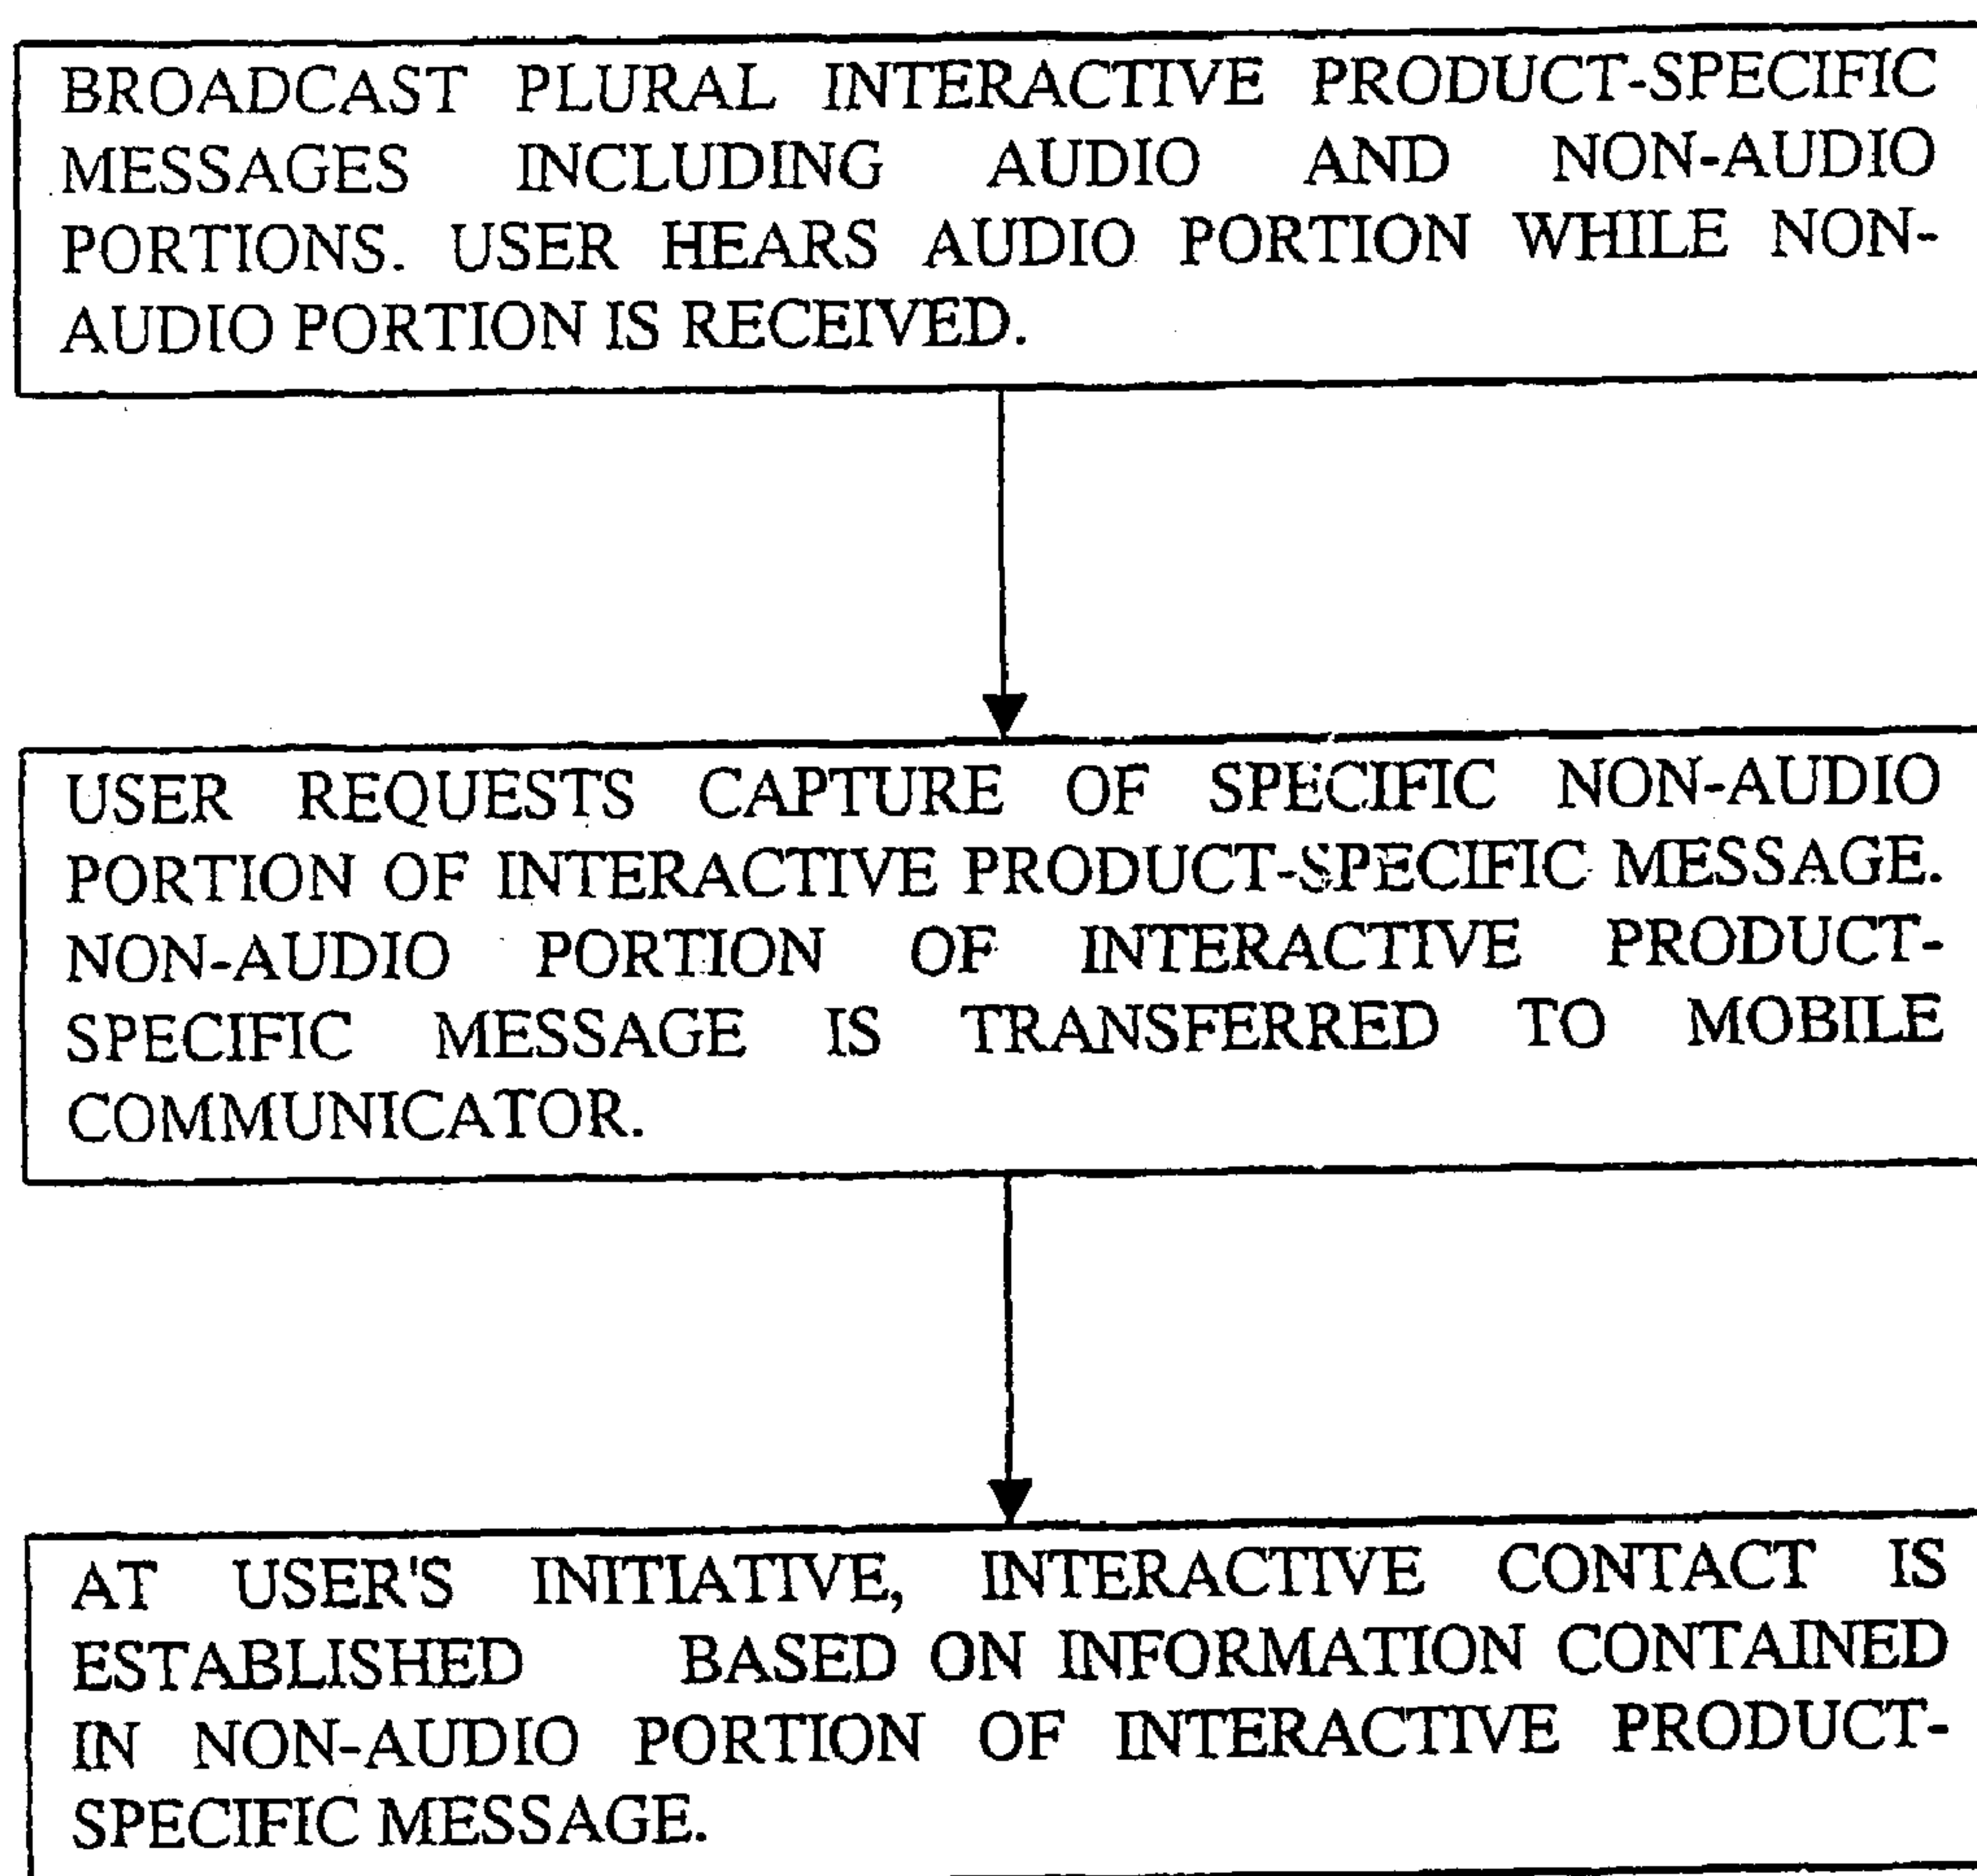 BROADCAST PLURAL INTERACTIVE PRODUCT-SPECIFIC
MESSAGES INCLUDING AUDIO AND NON-AUDIO
PORTIONS. USER HEARS AUDIO PORTION WHILE NON-
AUDIO PORTION IS RECEIVED.
USER REQUESTS CAPTURE OF SPECIFIC NON-AUDIO
PORTION OF INTERACTIVE PRODUCT-SPECIFIC MESSAGE.
NON-AUDIO PORTION OF INTERACTIVE PRODUCT-
SPECIFIC MESSAGE IS TRANSFERRED TO MOBILE
COMMUNICATOR.
AT USER'S INITIATIVE, INTERACTIVE CONTACT IS
ESTABLISHED BASED ON INFORMATION CONTAINED
IN NON-AUDIO PORTION OF INTERACTIVE PRODUCT-
SPECIFIC MESSAGE.